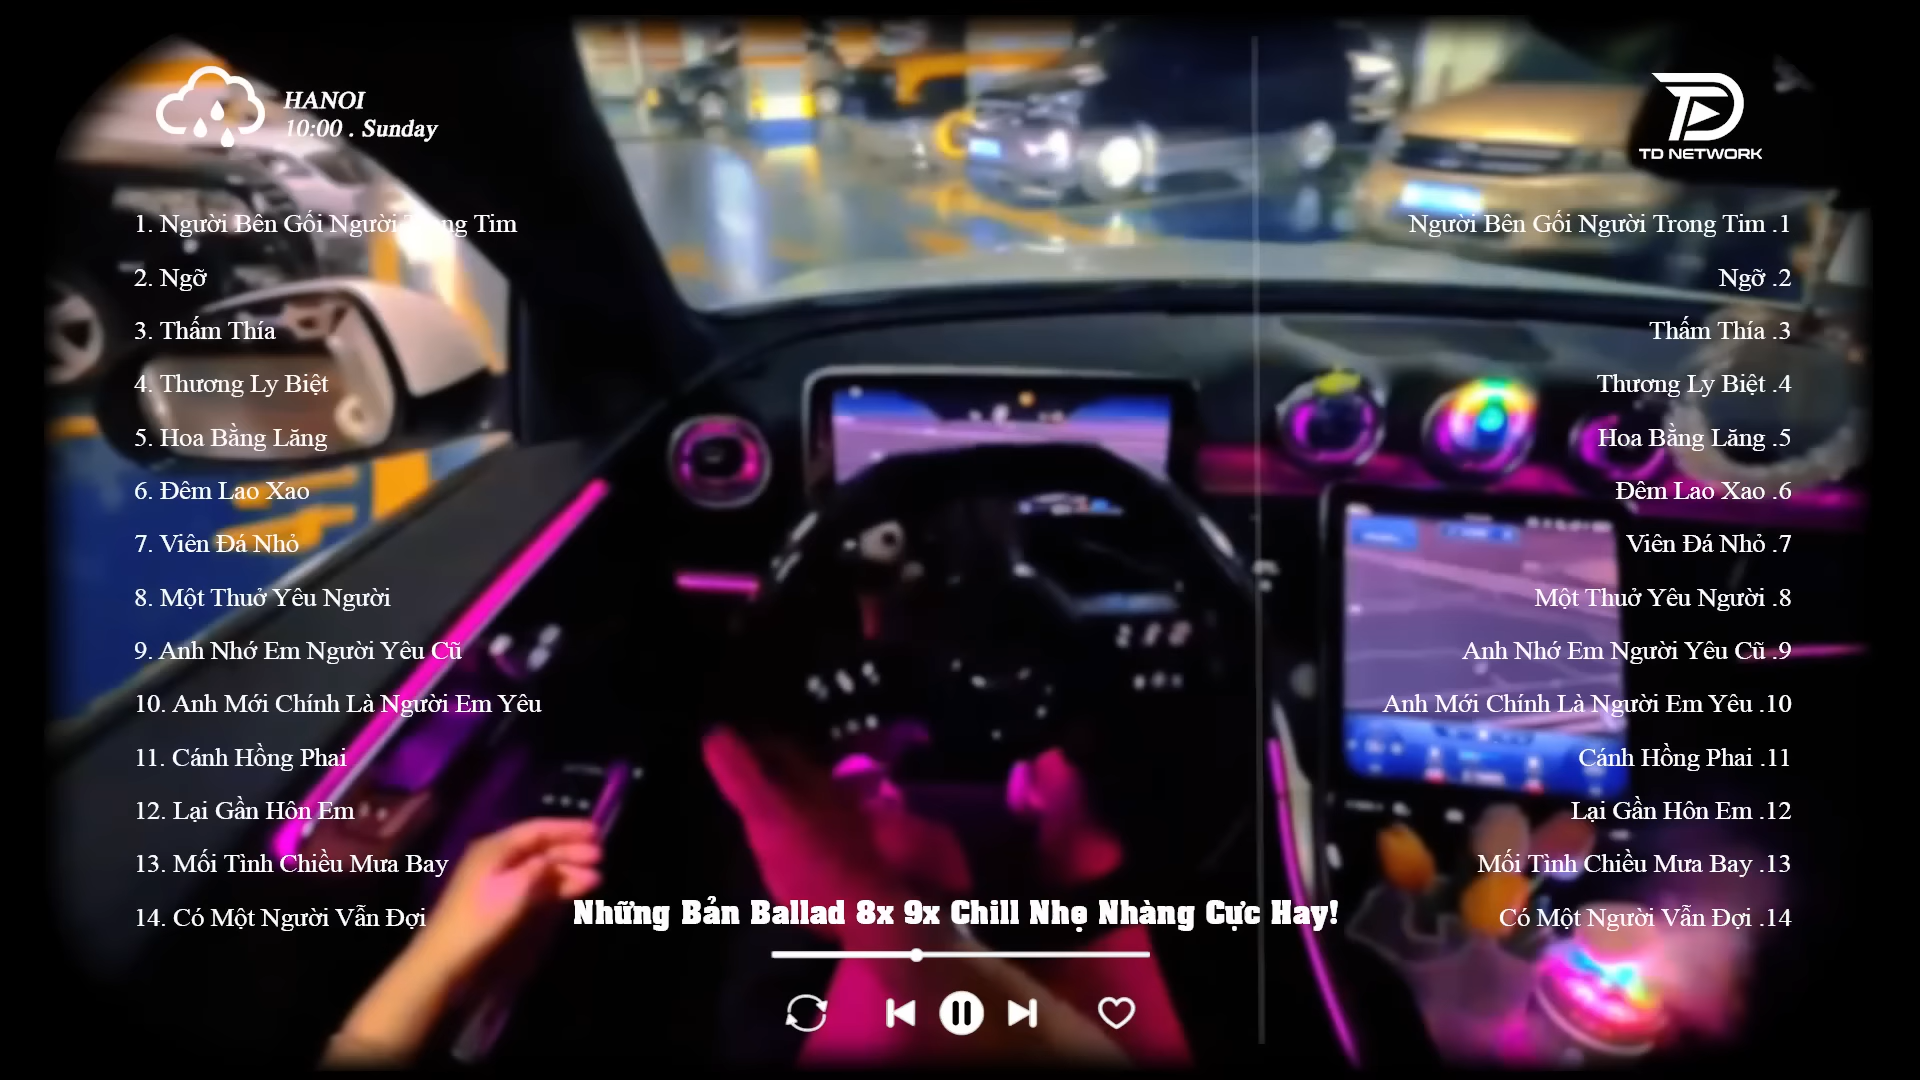 HANOI
10:00 . Sunday
TD NETWORK
1. Người Bên Gối Người Trong Tim
2. Ngỡ
3. Thấm Thía
4. Thương Ly Biệt
5. Hoa Bằng Lăng
6. Đêm Lao Xao
7. Viên Đá Nhỏ
8. Một Thuở Yêu Người
9. Anh Nhớ Em Người Yêu Cũ
10. Anh Mới Chính Là Người Em Yêu
11. Cánh Hồng Phai
12. Lại Gần Hôn Em
13. Mối Tình Chiều Mưa Bay
14. Có Một Người Vẫn Đợi
Người Bên Gối Người Trong Tim .1
Ngỡ .2
Thấm Thía .3
Thương Ly Biệt .4
Hoa Bằng Lăng .5
Đêm Lao Xao .6
Viên Đá Nhỏ .7
Một Thuở Yêu Người .8
Anh Nhớ Em Người Yêu Cũ .9
Anh Mới Chính Là Người Em Yêu .10
Cánh Hồng Phai .11
Lại Gần Hôn Em .12
Mối Tình Chiều Mưa Bay .13
Có Một Người Vẫn Đợi .14
Những Bản Ballad 8x 9x Chill Nhẹ Nhàng Cực Hay!